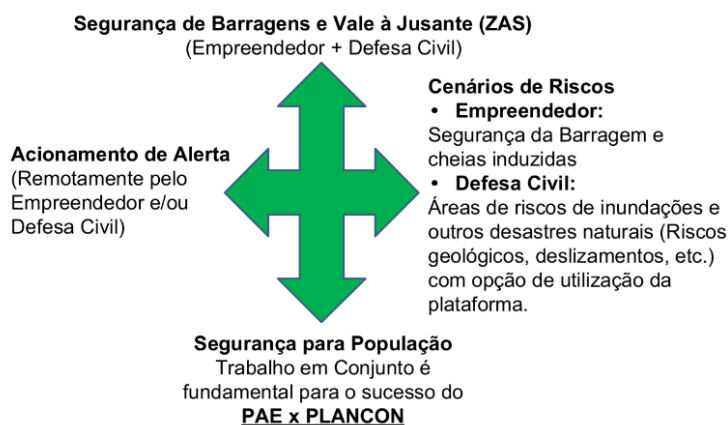 Segurança de Barragens e Vale à Jusante (ZAS)
(Empreendedor + Defesa Civil)
Acionamento de Alerta
(Remotamente pelo
Empreendedor e/ou
Defesa Civil)
Cenários de Riscos
• Empreendedor:
Segurança da Barragem e
cheias induzidas
• Defesa Civil:
Áreas de riscos de inundações e
outros desastres naturais (Riscos
geológicos, deslizamentos, etc.)
com opção de utilização da
plataforma.
Segurança para População
Trabalho em Conjunto é
fundamental para o sucesso do
PAE x PLANCON